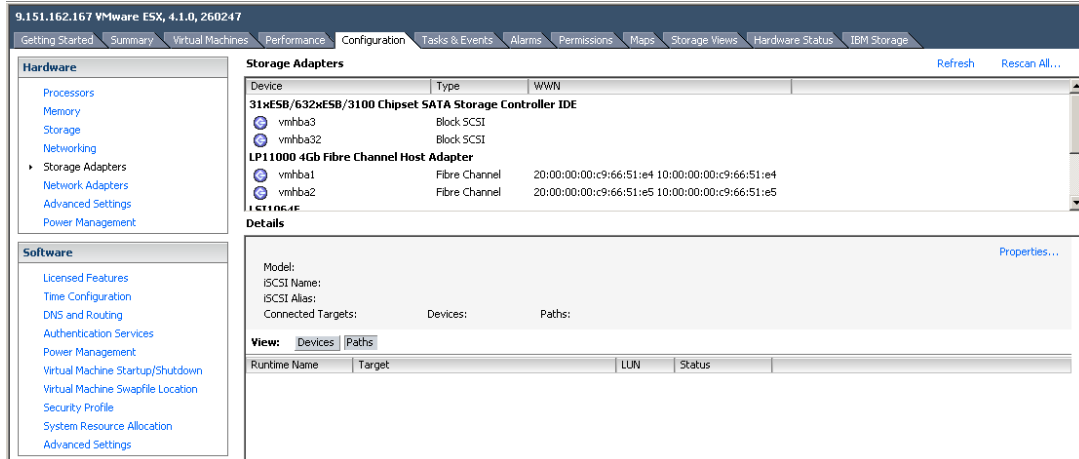 9.151.162.167 VMware ESX, 4.1.0, 260247
Getting Started Summary Virtual Machines Performance Configuration Tasks & Events Alarms Permissions Maps Storage Views Hardware Status IBM Storage
Hardware
Processors
Memory
Storage
Networking
Storage Adapters
Network Adapters
Advanced Settings
Power Management
Software
Licensed Features
Time Configuration
DNS and Routing
Authentication Services
Power Management
Virtual Machine Startup/Shutdown
Virtual Machine Swapfile Location
Security Profile
System Resource Allocation
Advanced Settings
Storage Adapters Refresh Rescan All...
Device Type WWN
31xESB/632xESB/3100 Chipset SATA Storage Controller IDE
vmhba3 Block SCSI
vmhba32 Block SCSI
LP11000 4Gb Fibre Channel Host Adapter
vmhba1 Fibre Channel 20:00:00:00:c9:66:51:e4 10:00:00:00:c9:66:51:e4
vmhba2 Fibre Channel 20:00:00:00:c9:66:51:e5 10:00:00:00:c9:66:51:e5
LSI1064E
Details
Properties...
Model:
iSCSI Name:
iSCSI Alias:
Connected Targets: Devices: Paths:
View: Devices Paths
Runtime Name Target LUN Status